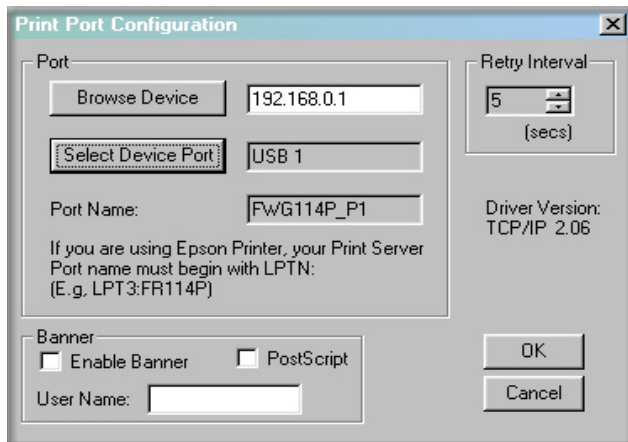 Print Port Configuration
Port
Browse Device 192.168.0.1
Select Device Port USB 1
Port Name: FWG114P_P1
If you are using Epson Printer, your Print Server
Port name must begin with LPTN:
(E.g, LPT3:FR114P)
Retry Interval
5
(secs)
Driver Version:
TCP/IP 2.06
Banner
Enable Banner PostScript
User Name:
OK
Cancel